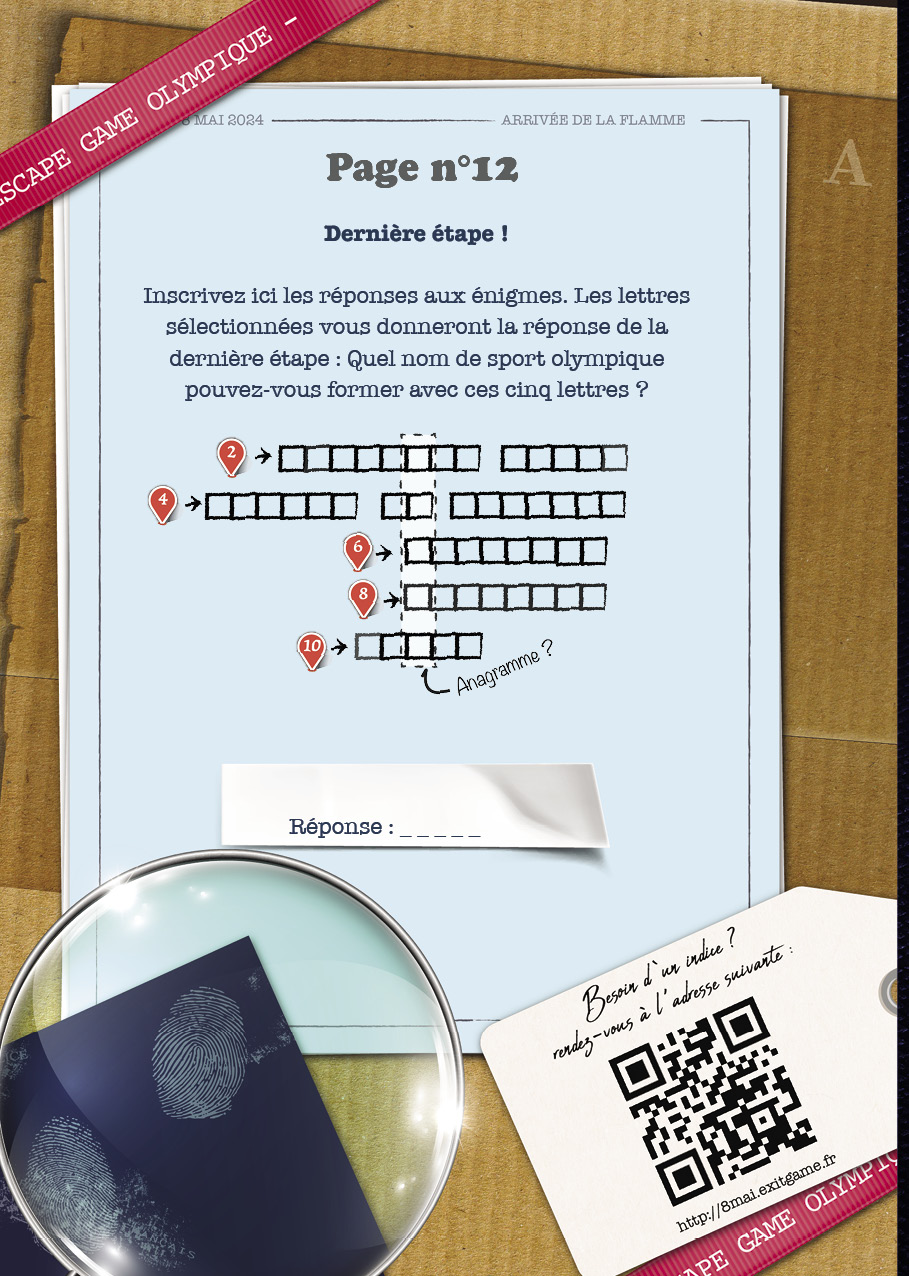 ESCAPE GAME OLYMPIQUE -
8 MAI 2024
ARRIVÉE DE LA FLAMME
A
Page n°12
Dernière étape !
Inscrivez ici les réponses aux énigmes. Les lettres
sélectionnées vous donneront la réponse de la
dernière étape : Quel nom de sport olympique
pouvez-vous former avec ces cinq lettres ?
2
4
6
8
10
Anagramme ?
Réponse : _ _ _ _ _
Besoin d`un indice ?
rendez-vous à l'adresse suivante :
http://8mai.exitgame.fr
APE GAME OLYMPIQ